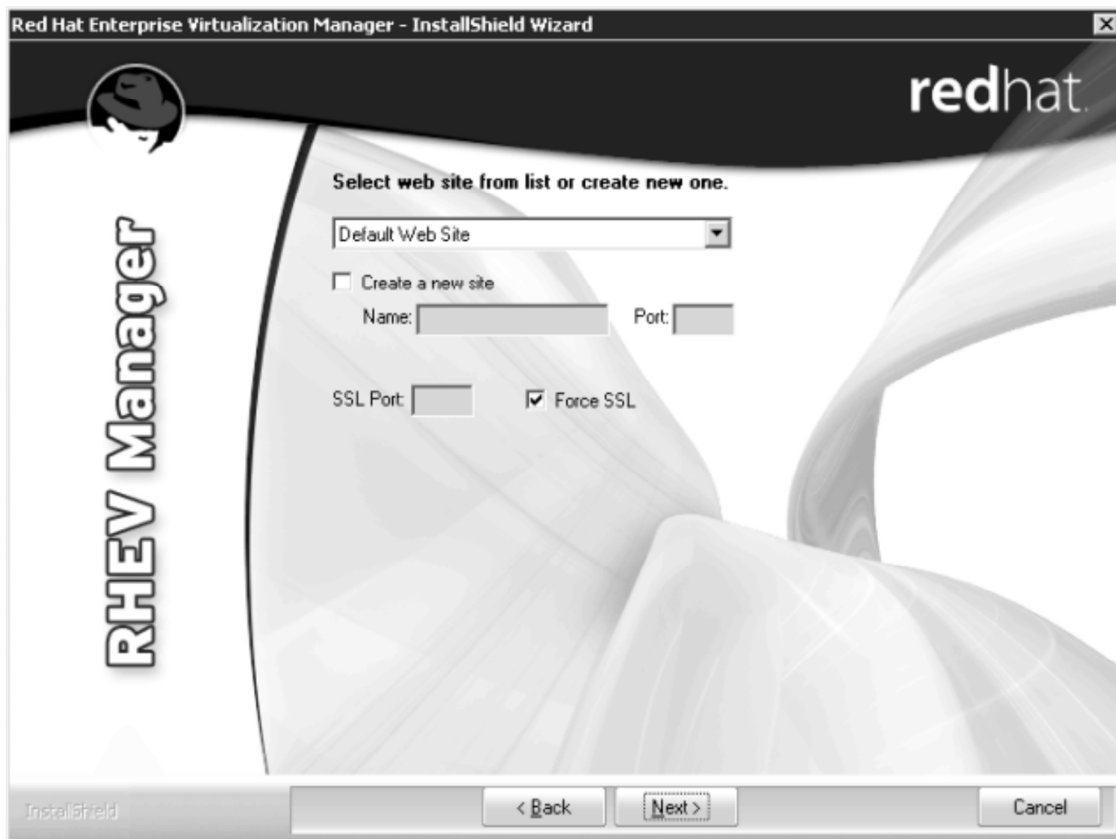 Red Hat Enterprise Virtualization Manager - InstallShield Wizard
redhat.
RHEV Manager
Select web site from list or create new one.
Default Web Site
Create a new site
Name:
Port:
SSL Port:
Force SSL
InstallShield
< Back
Next >
Cancel